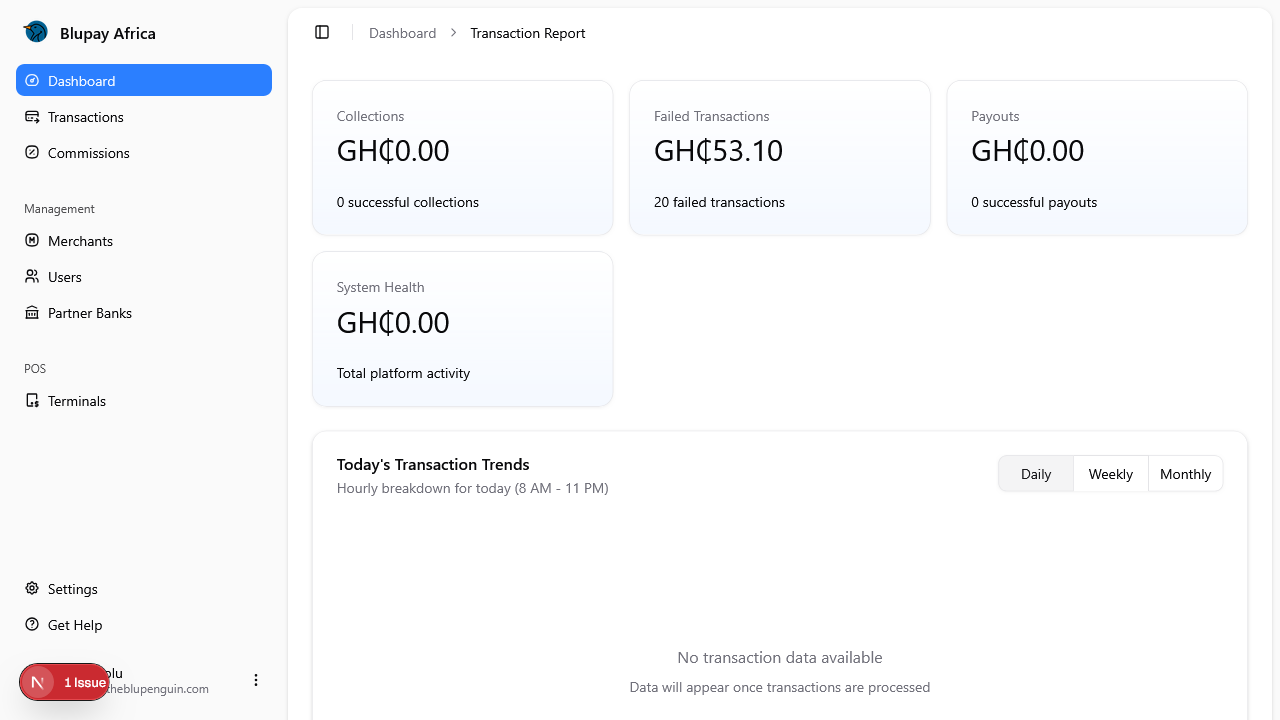 Blupay Africa
Dashboard
Transactions
Commissions
Management
Merchants
Users
Partner Banks
POS
Terminals
Settings
Get Help
1 Issue
theblupenguin.com
Dashboard > Transaction Report
Collections
GH₵0.00
0 successful collections
Failed Transactions
GH₵53.10
20 failed transactions
Payouts
GH₵0.00
0 successful payouts
System Health
GH₵0.00
Total platform activity
Today's Transaction Trends
Hourly breakdown for today (8 AM - 11 PM)
Daily
Weekly
Monthly
No transaction data available
Data will appear once transactions are processed